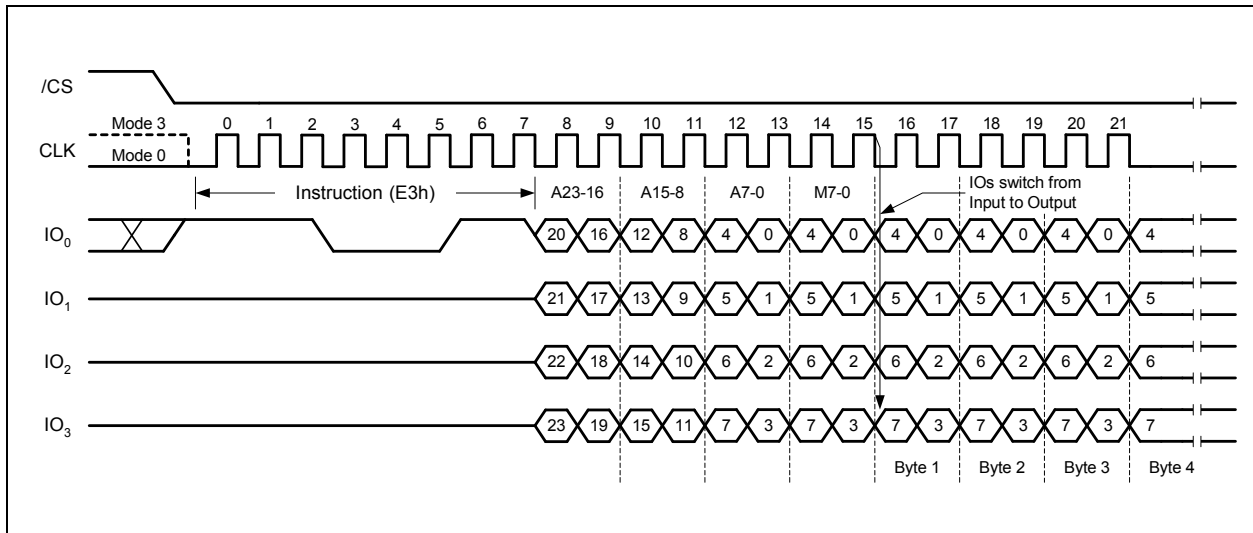 /CS
Mode 3 0 1 2 3 4 5 6 7 8 9 10 11 12 13 14 15 16 17 18 19 20 21
CLK
Mode 0
Instruction (E3h) A23-16 A15-8 A7-0 M7-0 IOs switch from
Input to Output
IO0 20 16 12 8 4 0 4 0 4 0 4 0 4 0 4
IO1 21 17 13 9 5 1 5 1 5 1 5 1 5 1 5
IO2 22 18 14 10 6 2 6 2 6 2 6 2 6 2 6
IO3 23 19 15 11 7 3 7 3 7 3 7 3 7 3 7
Byte 1 Byte 2 Byte 3 Byte 4